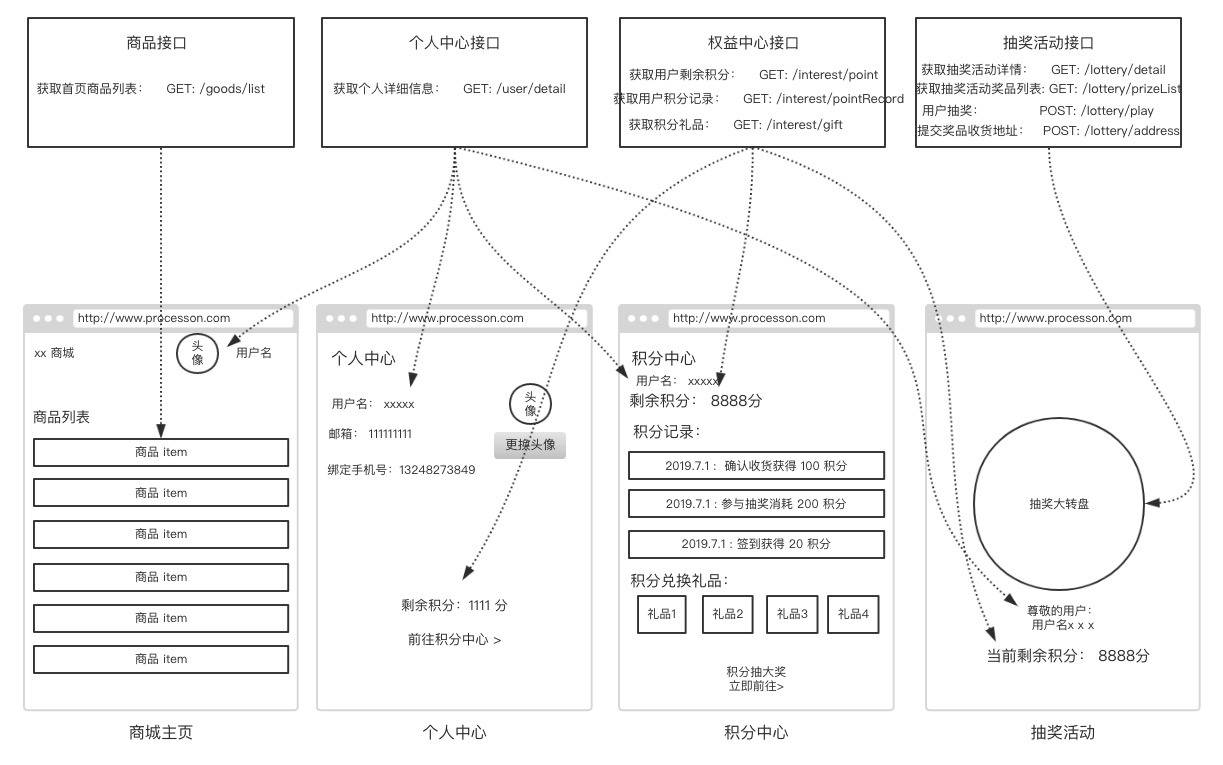 商品接口
获取首页商品列表： GET: /goods/list
个人中心接口
获取个人详细信息： GET: /user/detail
权益中心接口
获取用户剩余积分： GET: /interest/point
获取用户积分记录： GET: /interest/pointRecord
获取积分礼品： GET: /interest/gift
抽奖活动接口
获取抽奖活动详情： GET: /lottery/detail
获取抽奖活动奖品列表: GET: /lottery/prizeList
用户抽奖： POST: /lottery/play
提交奖品收货地址： POST: /lottery/address
http://www.processon.com
xx 商城
头
像
用户名
商品列表
商品 item
商品 item
商品 item
商品 item
商品 item
商品 item
商城主页
http://www.processon.com
个人中心
用户名： xxxxx
头
像
邮箱： 111111111
更换头像
绑定手机号：13248273849
剩余积分：1111 分
前往积分中心 >
个人中心
http://www.processon.com
积分中心
用户名： xxxxx
剩余积分： 8888分
积分记录：
2019.7.1： 确认收货获得 100 积分
2019.7.1：参与抽奖消耗 200 积分
2019.7.1：签到获得 20 积分
积分兑换礼品：
礼品1
礼品2
礼品3
礼品4
积分抽大奖
立即前往>
积分中心
http://www.processon.com
抽奖大转盘
尊敬的用户：
用户名x x x
当前剩余积分： 8888分
抽奖活动